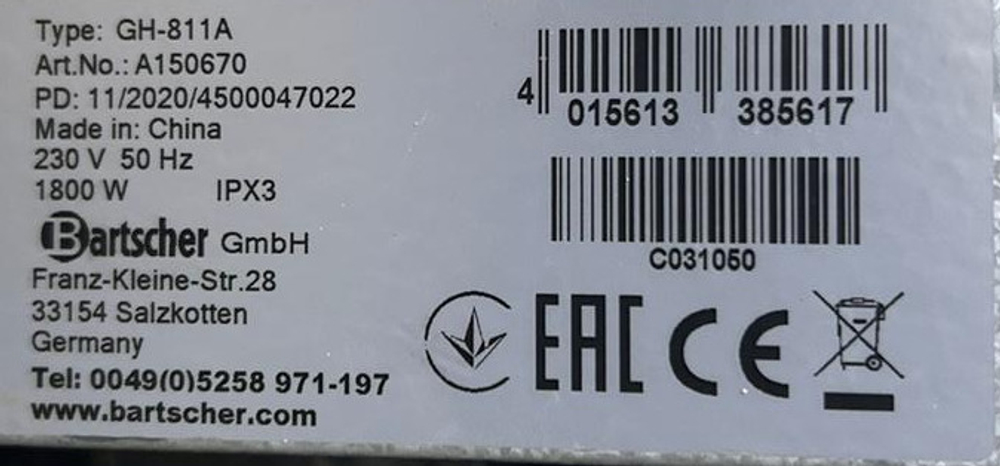 Type: GH-811A
Art.No.: A150670
PD: 11/2020/4500047022
Made in: China
230 V 50 Hz
1800 W IPX3
Bartscher GmbH
Franz-Kleine-Str.28
33154 Salzkotten
Germany
Tel: 0049(0)5258 971-197
www.bartscher.com
4 015613 385617
C031050
EAC CE